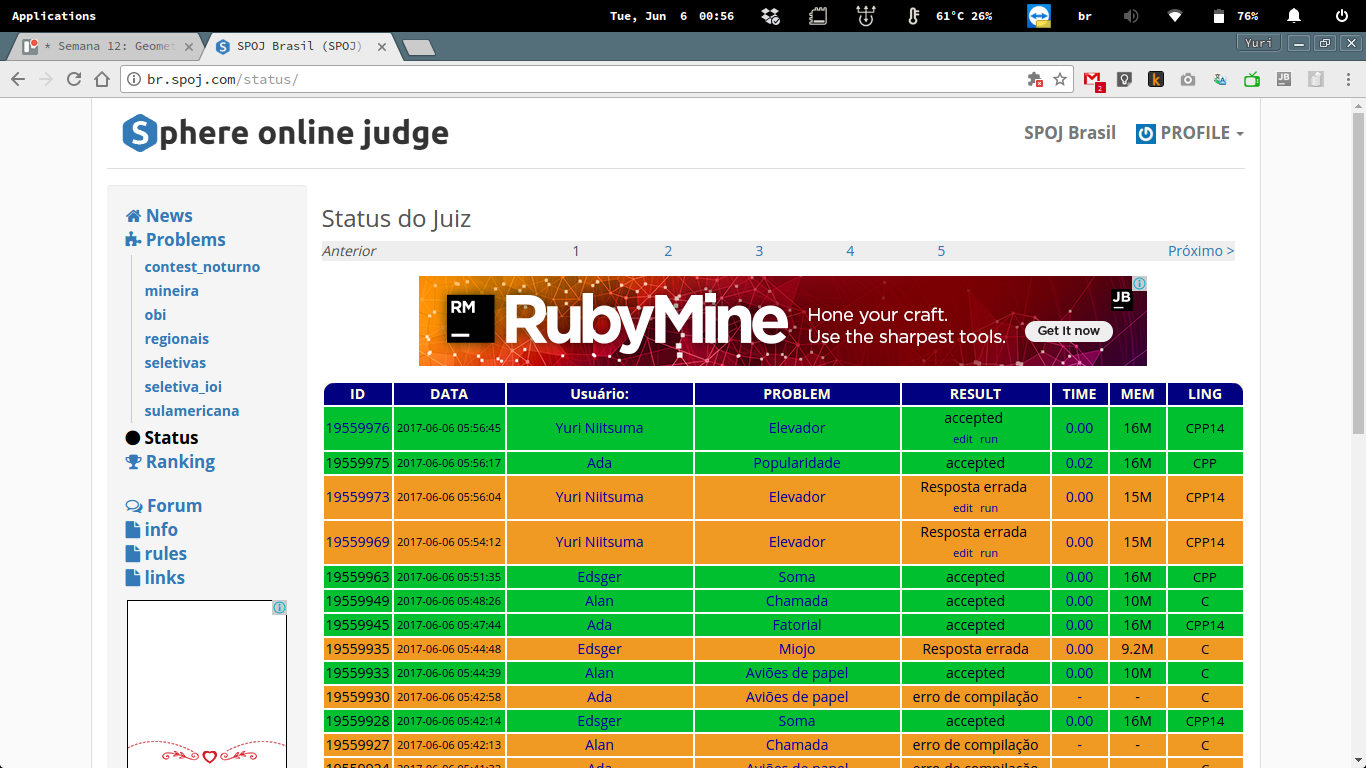 Applications Tue, Jun 6 00:56 61°C 26% br 76%
* Semana 12: Geomet SPOJ Brasil (SPOJ) Yuri
br.spoj.com/status/
2
Sphere online judge SPOJ Brasil PROFILE
News
Problems
contest_noturno
mineira
obi
regionais
seletivas
seletiva_ioi
sulamericana
Status
Ranking
Forum
info
rules
links
Status do Juiz
Anterior 1 2 3 4 5 Próximo >
RM RubyMine Hone your craft. JB
Use the sharpest tools. Get it now
ID DATA Usuário: PROBLEM RESULT TIME MEM LING
19559976 2017-06-06 05:56:45 Yuri Niitsuma Elevador accepted 0.00 16M CPP14
edit run
19559975 2017-06-06 05:56:17 Ada Popularidade accepted 0.02 16M CPP
19559973 2017-06-06 05:56:04 Yuri Niitsuma Elevador Resposta errada 0.00 15M CPP14
edit run
19559969 2017-06-06 05:54:12 Yuri Niitsuma Elevador Resposta errada 0.00 15M CPP14
edit run
19559963 2017-06-06 05:51:35 Edsger Soma accepted 0.00 16M CPP
19559949 2017-06-06 05:48:26 Alan Chamada accepted 0.00 10M C
19559945 2017-06-06 05:47:44 Ada Fatorial accepted 0.00 16M CPP14
19559935 2017-06-06 05:44:48 Edsger Miojo Resposta errada 0.00 9.2M C
19559933 2017-06-06 05:44:39 Alan Aviões de papel accepted 0.00 10M C
19559930 2017-06-06 05:42:58 Ada Aviões de papel erro de compilação - - C
19559928 2017-06-06 05:42:14 Edsger Soma accepted 0.00 16M CPP14
19559927 2017-06-06 05:42:13 Alan Chamada erro de compilação - - C